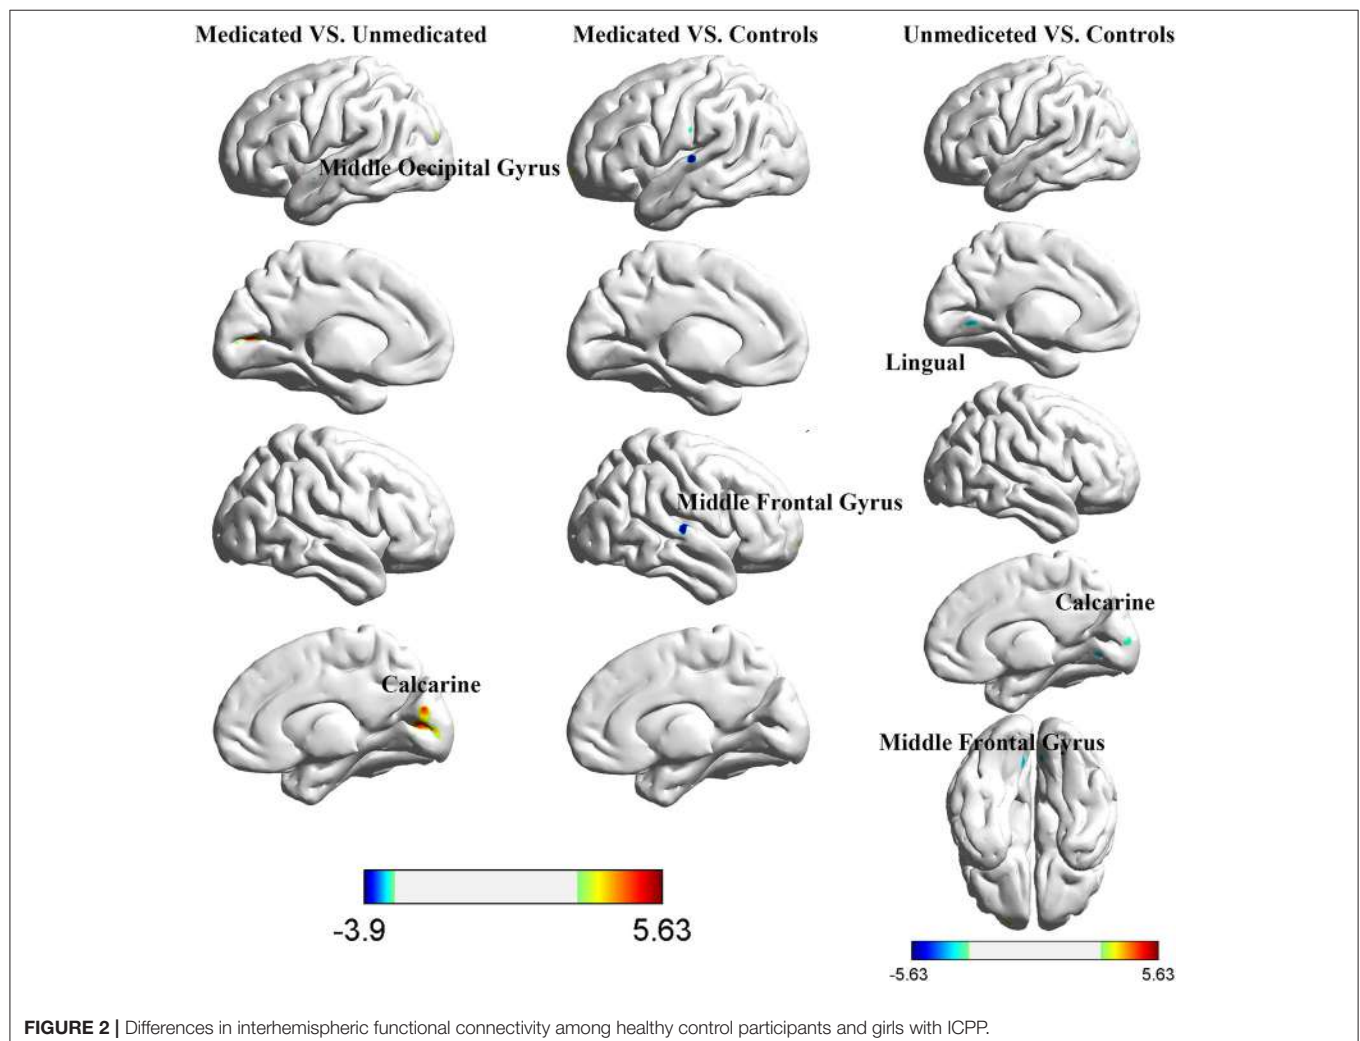 Medicated VS. Unmedicated
Medicated VS. Controls
Unmediceted VS. Controls
Middle Occipital Gyrus
Lingual
Middle Frontal Gyrus
Calcarine
Calcarine
Middle Frontal Gyrus
-3.9
5.63
-5.63
5.63
FIGURE 2 | Differences in interhemispheric functional connectivity among healthy control participants and girls with ICPP.